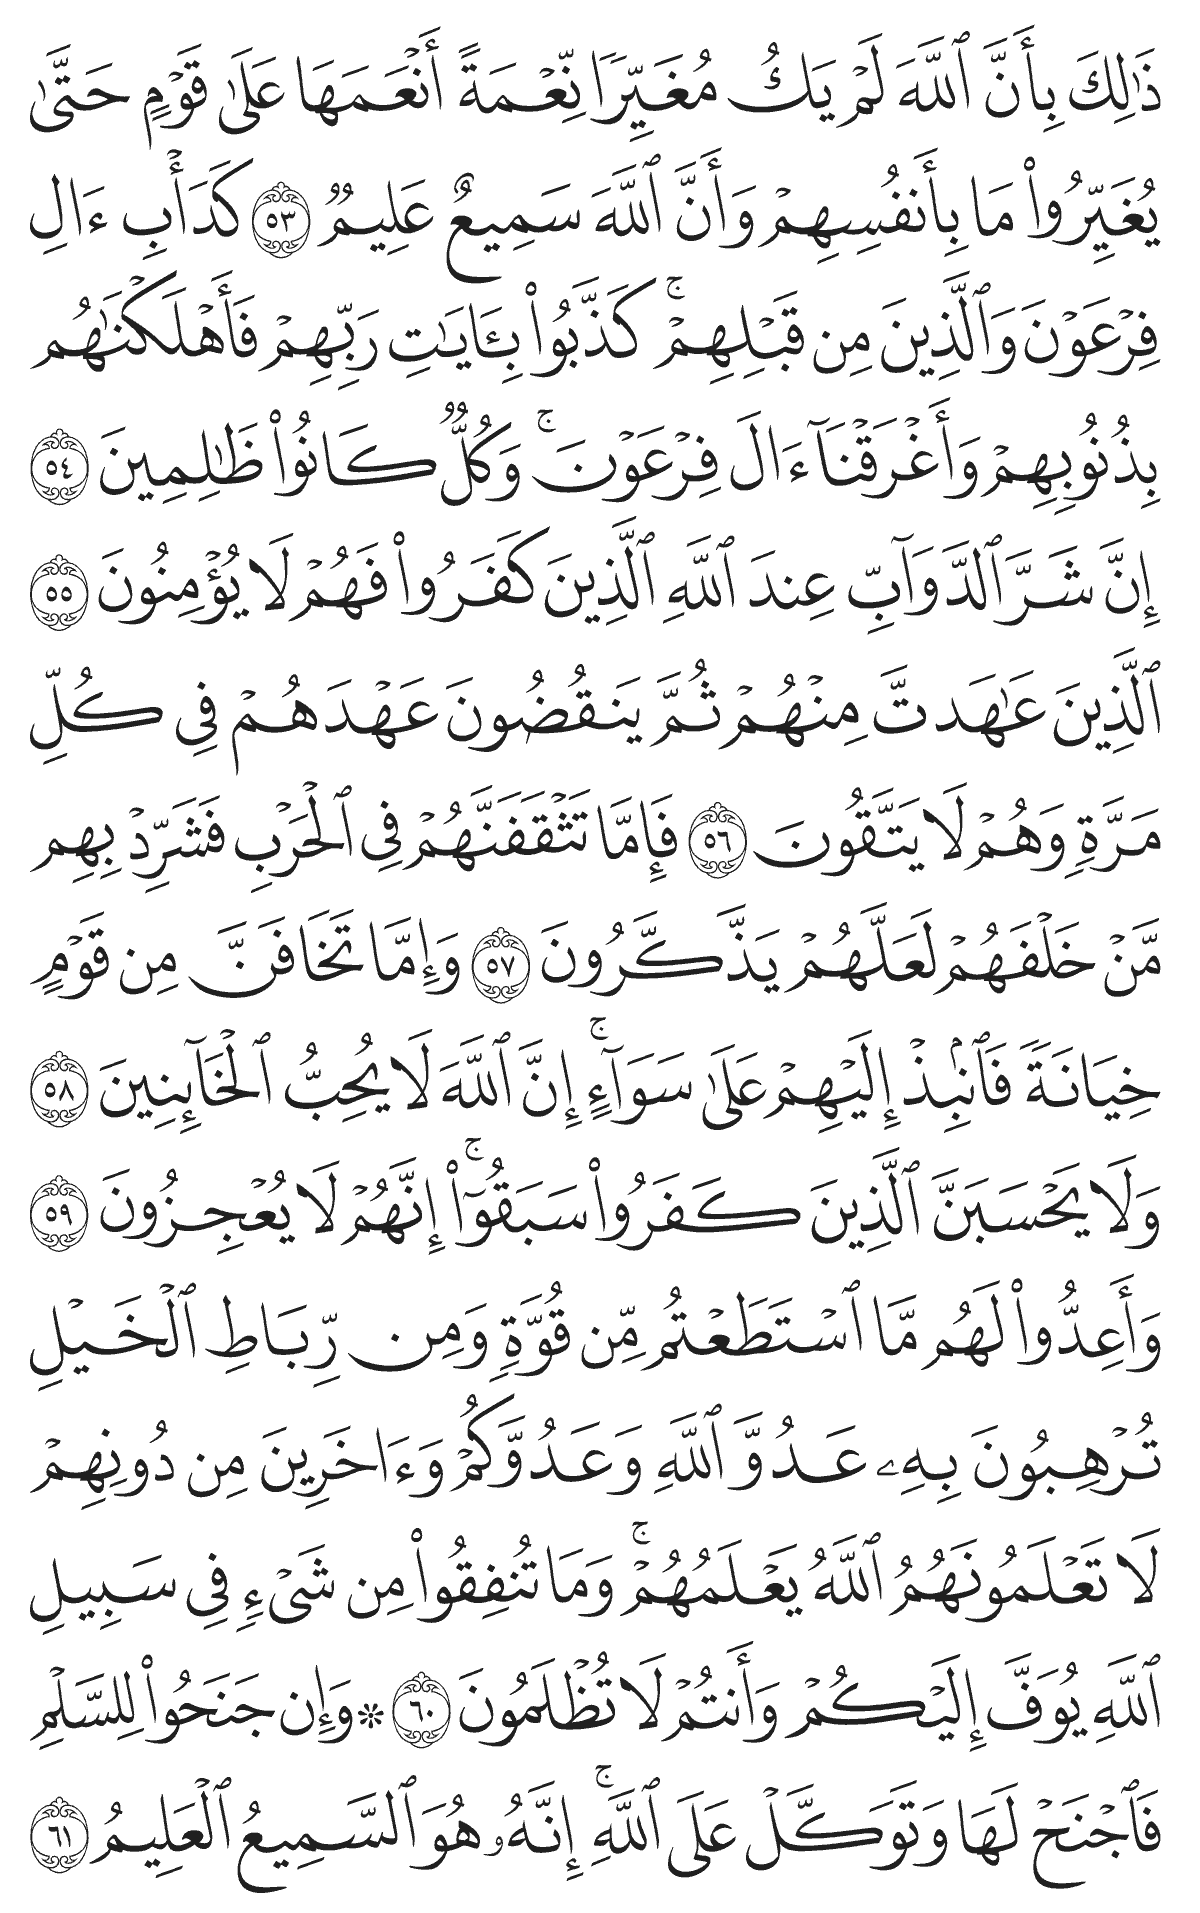 ذَٰلِكَ بِأَنَّ ٱللَّهَ لَمْ يَكُ مُغَيِّرًا نِّعْمَةً أَنْعَمَهَا عَلَىٰ قَوْمٍ حَتَّىٰ
يُغَيِّرُوا۟ مَا بِأَنفُسِهِمْ وَأَنَّ ٱللَّهَ سَمِيعٌ عَلِيمٌ ٥٣ كَدَأْبِ ءَالِ
فِرْعَوْنَ وَٱلَّذِينَ مِن قَبْلِهِمْ ۚ كَذَّبُوا۟ بِـَٔايَـٰتِ رَبِّهِمْ فَأَهْلَكْنَـٰهُم
بِذُنُوبِهِمْ وَأَغْرَقْنَآ ءَالَ فِرْعَوْنَ ۚ وَكُلٌّ كَانُوا۟ ظَـٰلِمِينَ ٥٤
إِنَّ شَرَّ ٱلدَّوَآبِّ عِندَ ٱللَّهِ ٱلَّذِينَ كَفَرُوا۟ فَهُمْ لَا يُؤْمِنُونَ ٥٥
ٱلَّذِينَ عَـٰهَدتَّ مِنْهُمْ ثُمَّ يَنقُضُونَ عَهْدَهُمْ فِى كُلِّ
مَرَّةٍ وَهُمْ لَا يَتَّقُونَ ٥٦ فَإِمَّا تَثْقَفَنَّهُمْ فِى ٱلْحَرْبِ فَشَرِّدْ بِهِم
مَّنْ خَلْفَهُمْ لَعَلَّهُمْ يَذَّكَّرُونَ ٥٧ وَإِمَّا تَخَافَنَّ مِن قَوْمٍ
خِيَانَةً فَٱنۢبِذْ إِلَيْهِمْ عَلَىٰ سَوَآءٍ ۚ إِنَّ ٱللَّهَ لَا يُحِبُّ ٱلْخَآئِنِينَ ٥٨
وَلَا يَحْسَبَنَّ ٱلَّذِينَ كَفَرُوا۟ سَبَقُوٓا۟ ۚ إِنَّهُمْ لَا يُعْجِزُونَ ٥٩
وَأَعِدُّوا۟ لَهُم مَّا ٱسْتَطَعْتُم مِّن قُوَّةٍ وَمِن رِّبَاطِ ٱلْخَيْلِ
تُرْهِبُونَ بِهِۦ عَدُوَّ ٱللَّهِ وَعَدُوَّكُمْ وَءَاخَرِينَ مِن دُونِهِمْ
لَا تَعْلَمُونَهُمُ ٱللَّهُ يَعْلَمُهُمْ ۚ وَمَا تُنفِقُوا۟ مِن شَىْءٍ فِى سَبِيلِ
ٱللَّهِ يُوَفَّ إِلَيْكُمْ وَأَنتُمْ لَا تُظْلَمُونَ ٦٠ * وَإِن جَنَحُوا۟ لِلسَّلْمِ
فَٱجْنَحْ لَهَا وَتَوَكَّلْ عَلَى ٱللَّهِ ۚ إِنَّهُۥ هُوَ ٱلسَّمِيعُ ٱلْعَلِيمُ ٦١